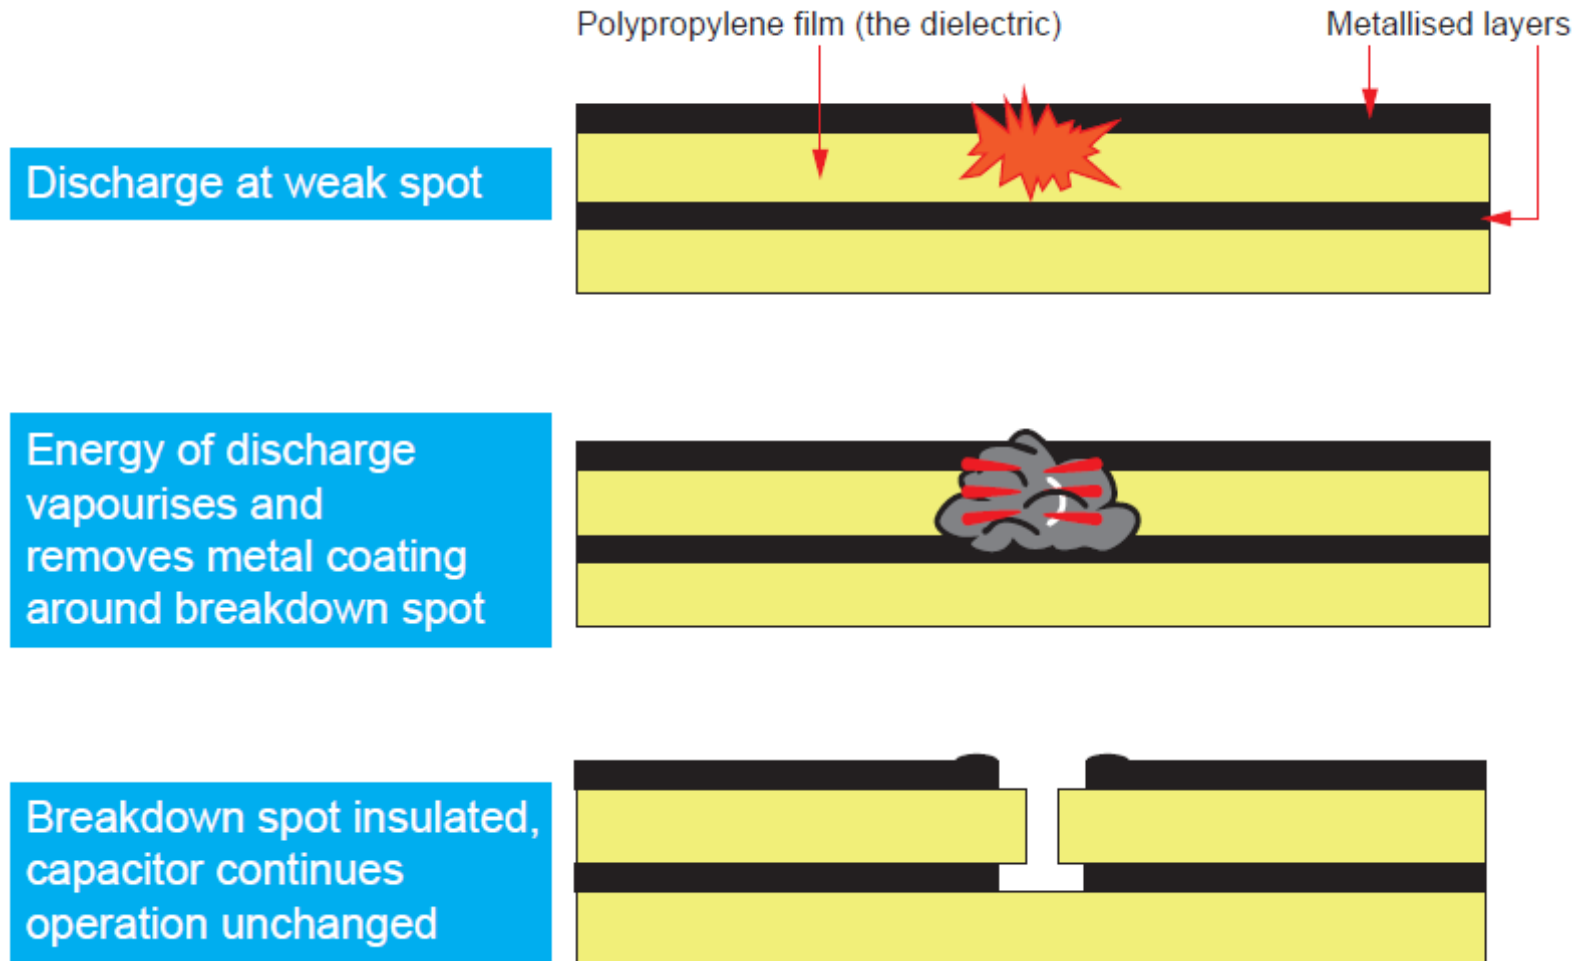 Polypropylene film (the dielectric)
Metallised layers
Discharge at weak spot
Energy of discharge
vapourises and
removes metal coating
around breakdown spot
Breakdown spot insulated,
capacitor continues
operation unchanged